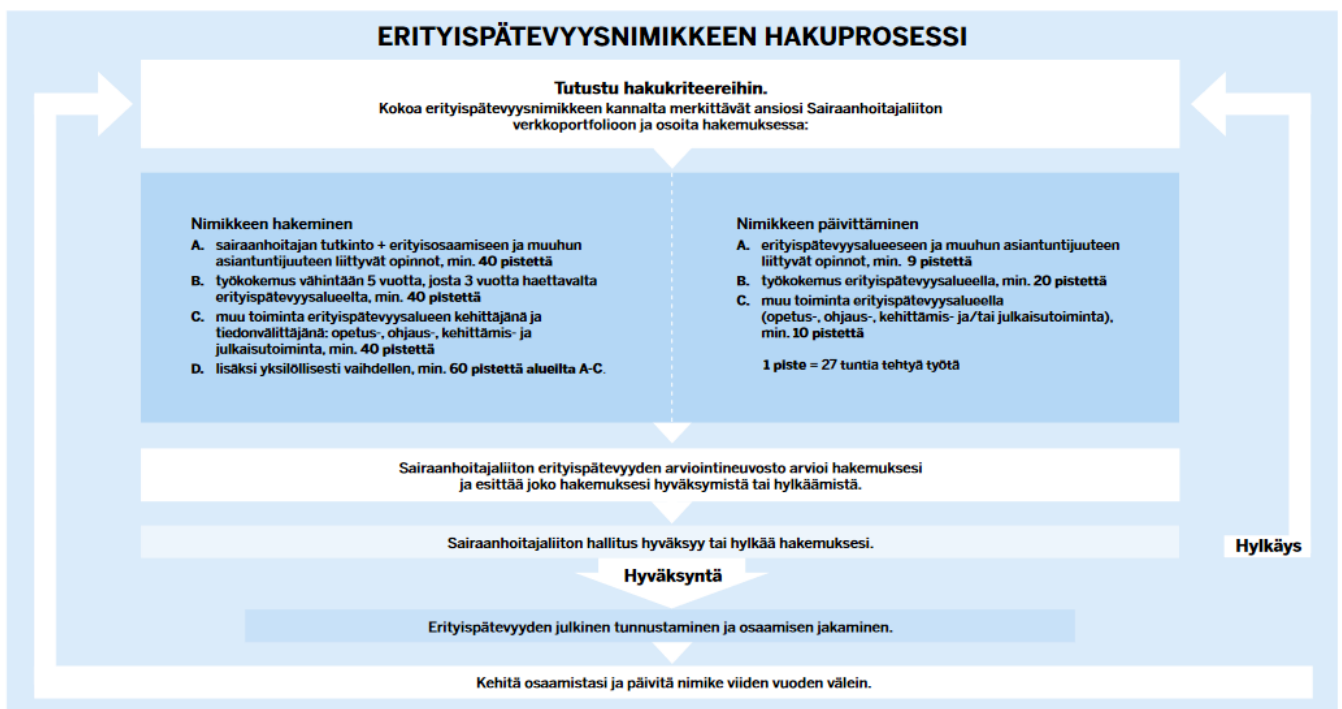 ERITYISPÄTEVYYSNIMIKKEEN HAKUPROSESSI
Tutustu hakukriteereihin.
Kokoa erityispätevyysnimikkeen kannalta merkittävät ansiosi Sairaanhoitajaliiton
verkkoportfolioon ja osoita hakemuksessa:
Nimikkeen hakeminen
A. sairaanhoitajan tutkinto + erityisosaamiseen ja muuhun
asiantuntijuuteen liittyvät opinnot, min. 40 pistettä
B. työkokemus vähintään 5 vuotta, josta 3 vuotta haettavalta
erityispätevyysalueelta, min. 40 pistettä
C. muu toiminta erityispätevyysalueen kehittäjänä ja
tiedonvälittäjänä: opetus-, ohjaus-, kehittämis- ja
julkaisutoiminta, min. 40 pistettä
D. lisäksi yksilöllisesti vaihdellen, min. 60 pistettä alueilta A-C.
Nimikkeen päivittäminen
A. erityispätevyysalueeseen ja muuhun asiantuntijuuteen
liittyvät opinnot, min. 9 pistettä
B. työkokemus erityispätevyysalueella, min. 20 pistettä
C. muu toiminta erityispätevyysalueella
(opetus-, ohjaus-, kehittämis- ja/tai julkaisutoiminta),
min. 10 pistettä
1 piste = 27 tuntia tehtyä työtä
Sairaanhoitajaliiton erityispätevyyden arviointineuvosto arvioi hakemuksesi
ja esittää joko hakemuksesi hyväksymistä tai hylkäämistä.
Sairaanhoitajaliiton hallitus hyväksyy tai hylkää hakemuksesi.
Hylkäys
Hyväksyntä
Erityispätevyyden julkinen tunnustaminen ja osaamisen jakaminen.
Kehitä osaamistasi ja päivitä nimike viiden vuoden välein.